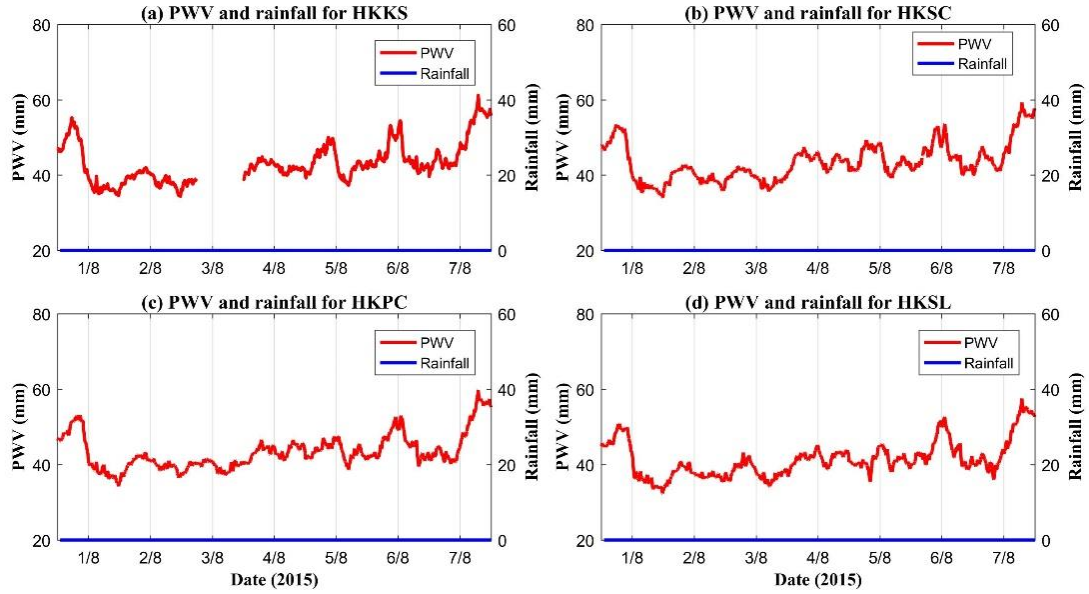 (a) PWV and rainfall for HKKS
PWV (mm)
80
60
40
20
Rainfall (mm)
60
40
20
0
PWV
Rainfall
1/8 2/8 3/8 4/8 5/8 6/8 7/8
(b) PWV and rainfall for HKSC
PWV (mm)
80
60
40
20
Rainfall (mm)
60
40
20
0
PWV
Rainfall
1/8 2/8 3/8 4/8 5/8 6/8 7/8
(c) PWV and rainfall for HKPC
PWV (mm)
80
60
40
20
Rainfall (mm)
60
40
20
0
PWV
Rainfall
1/8 2/8 3/8 4/8 5/8 6/8 7/8
Date (2015)
(d) PWV and rainfall for HKSL
PWV (mm)
80
60
40
20
Rainfall (mm)
60
40
20
0
PWV
Rainfall
1/8 2/8 3/8 4/8 5/8 6/8 7/8
Date (2015)